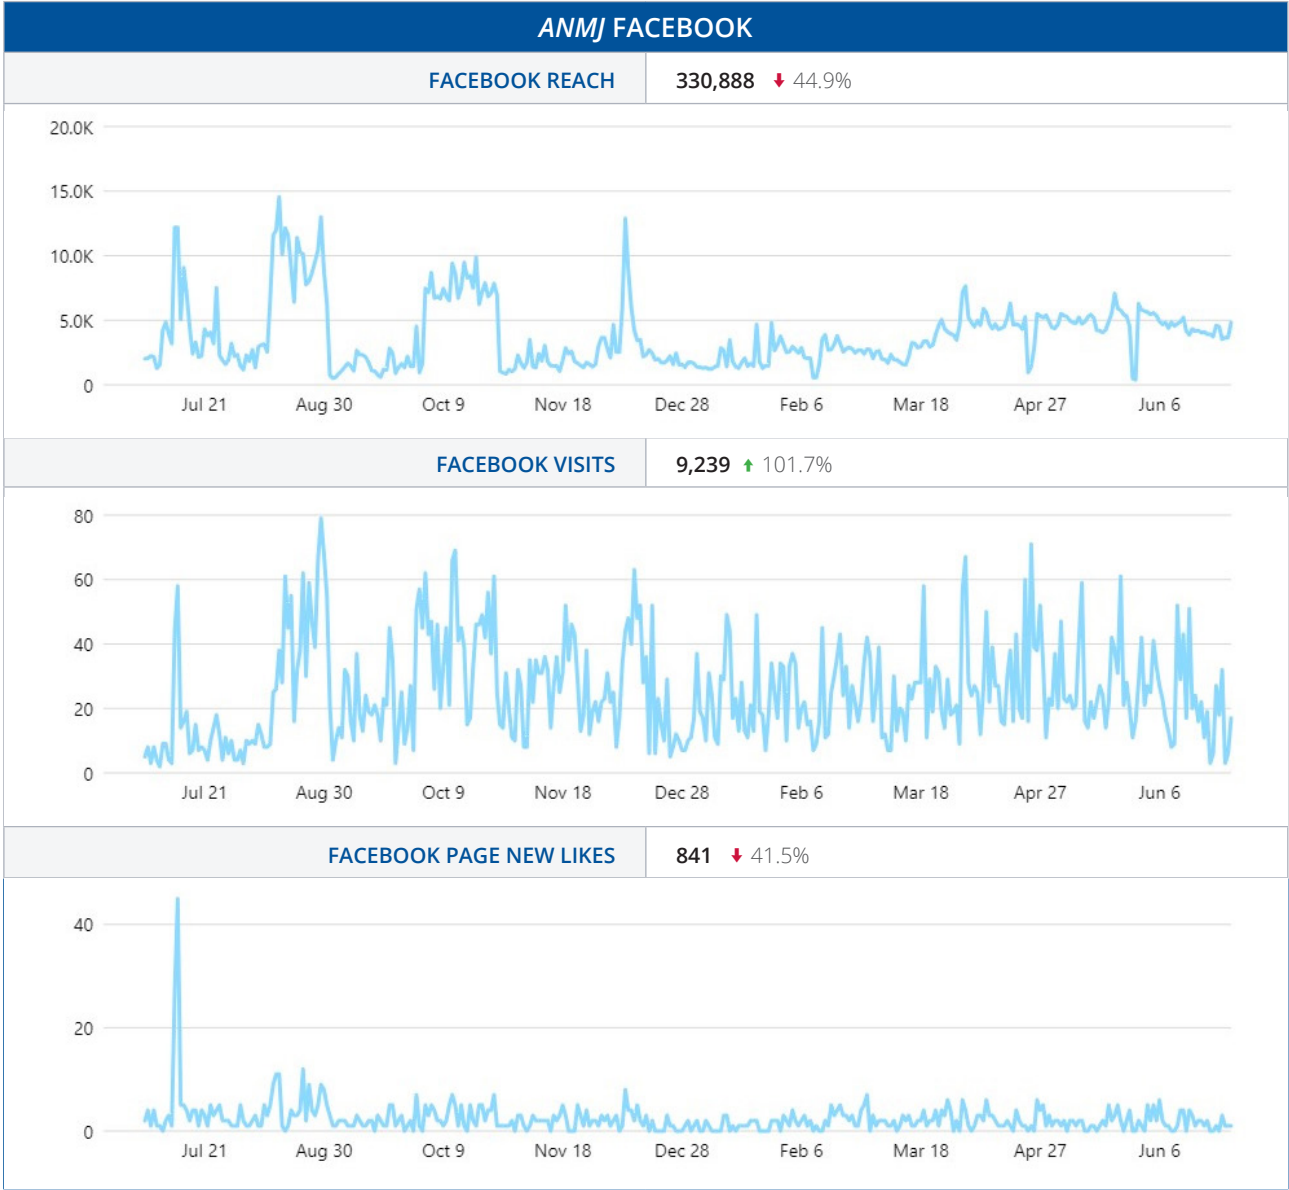 ANMJ FACEBOOK
FACEBOOK REACH 330,888 44.9%
20.0K
15.0K
10.0K
5.0K
0
Jul 21 Aug 30 Oct 9 Nov 18 Dec 28 Feb 6 Mar 18 Apr 27 Jun 6
FACEBOOK VISITS 9,239 101.7%
80
60
40
20
0
Jul 21 Aug 30 Oct 9 Nov 18 Dec 28 Feb 6 Mar 18 Apr 27 Jun 6
FACEBOOK PAGE NEW LIKES 841 41.5%
40
20
0
Jul 21 Aug 30 Oct 9 Nov 18 Dec 28 Feb 6 Mar 18 Apr 27 Jun 6